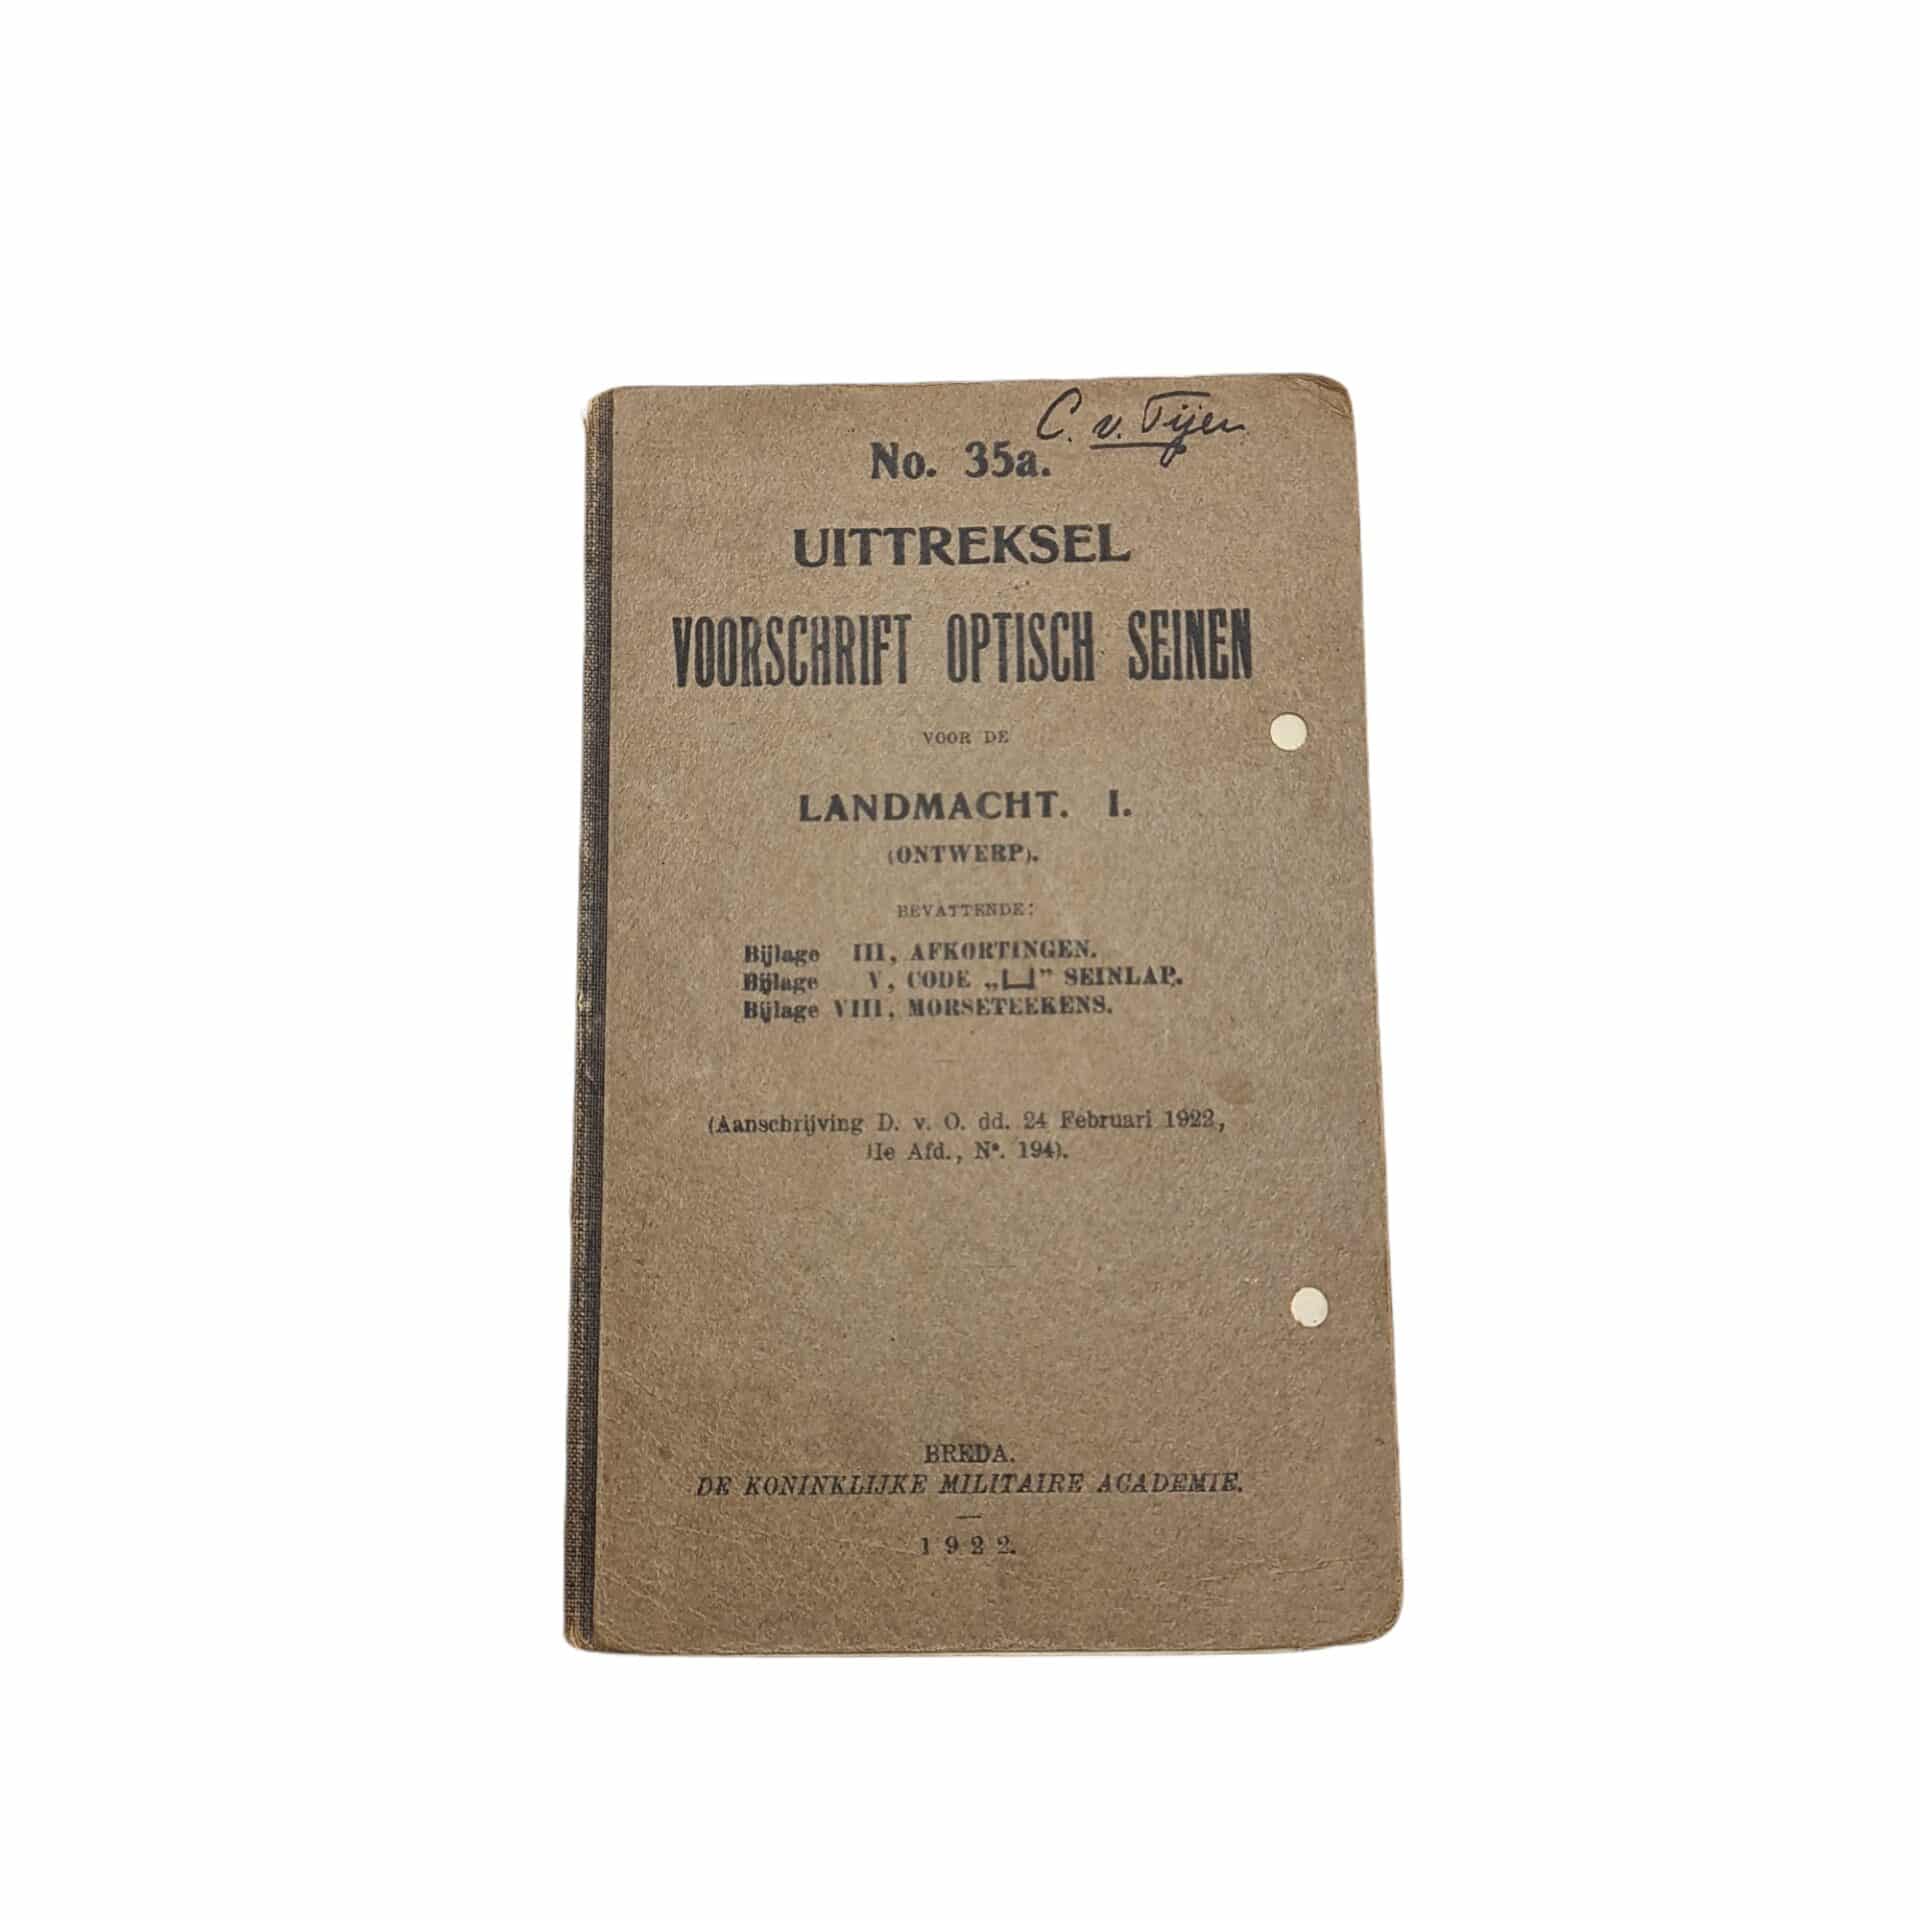 C. v. Tijen
No. 35a.
UITTREKSEL
VOORSCHRIFT OPTISCH SEINEN
VOOR DE
LANDMACHT. I.
(ONTWERP).
BEVATTENDE:
Bijlage III, AFKORTINGEN.
Bijlage V, CODE „⊔” SEINLAP.
Bijlage VIII, MORSETEEKENS.
(Aanschrijving D. v. O. dd. 24 Februari 1922,
IIe Afd., N°. 194).
BREDA.
DE KONINKLIJKE MILITAIRE ACADEMIE.
1922.